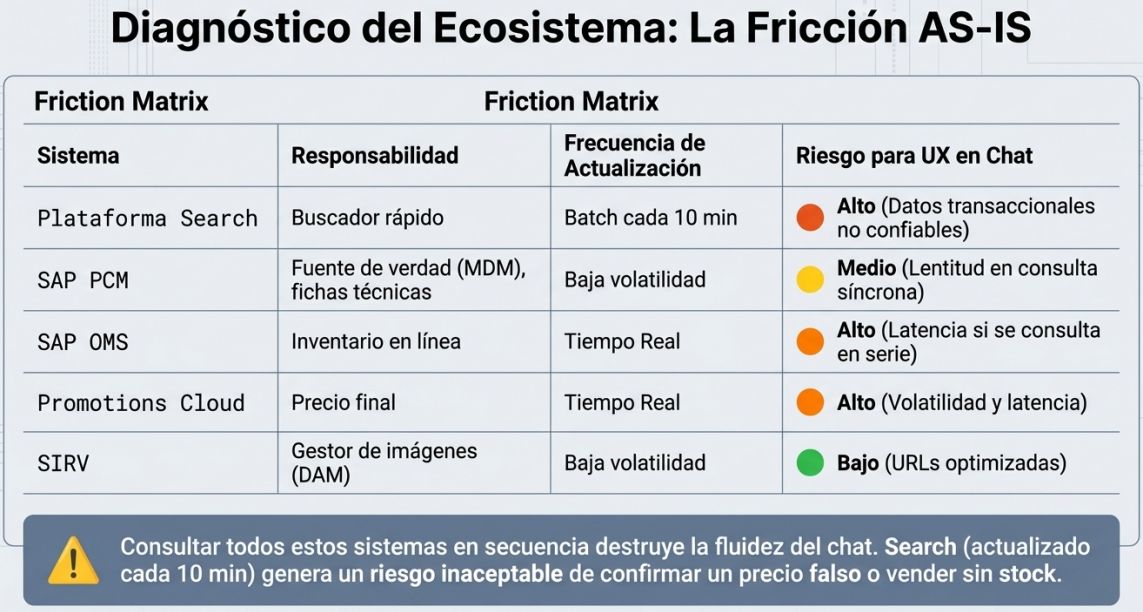 Diagnóstico del Ecosistema: La Fricción AS-IS
Friction Matrix
Friction Matrix
Sistema
Responsabilidad
Frecuencia de
Actualización
Riesgo para UX en Chat
Plataforma Search
Buscador rápido
Batch cada 10 min
Alto (Datos transaccionales
no confiables)
SAP PCM
Fuente de verdad (MDM),
fichas técnicas
Baja volatilidad
Medio (Lentitud en consulta
síncrona)
SAP OMS
Inventario en línea
Tiempo Real
Alto (Latencia si se consulta
en serie)
Promotions Cloud
Precio final
Tiempo Real
Alto (Volatilidad y latencia)
SIRV
Gestor de imágenes
(DAM)
Baja volatilidad
Bajo (URLs optimizadas)
Consultar todos estos sistemas en secuencia destruye la fluidez del chat. Search (actualizado
cada 10 min) genera un riesgo inaceptable de confirmar un precio falso o vender sin stock.